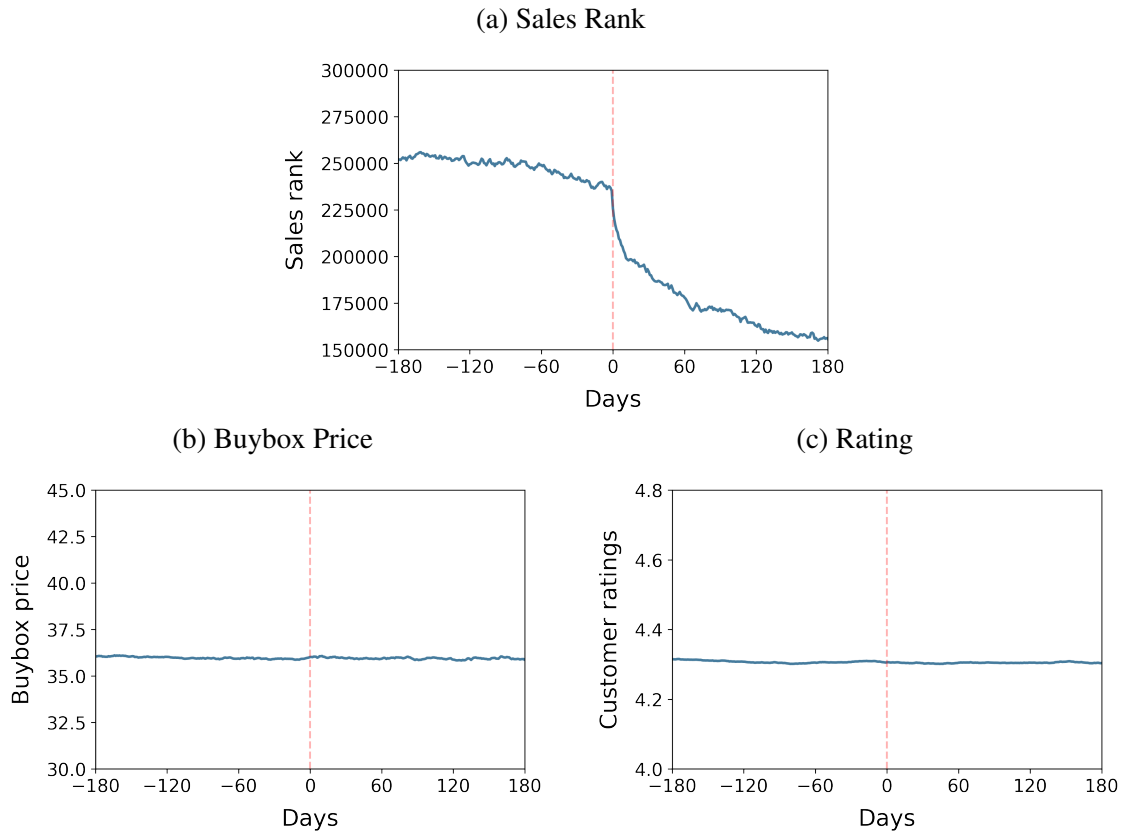 (a) Sales Rank
300000
275000
250000
225000
200000
175000
150000
Sales rank
−180 −120 −60 0 60 120 180
Days
(b) Buybox Price
45.0
42.5
40.0
37.5
35.0
32.5
30.0
Buybox price
−180 −120 −60 0 60 120 180
Days
(c) Rating
4.8
4.6
4.4
4.2
4.0
Customer ratings
−180 −120 −60 0 60 120 180
Days